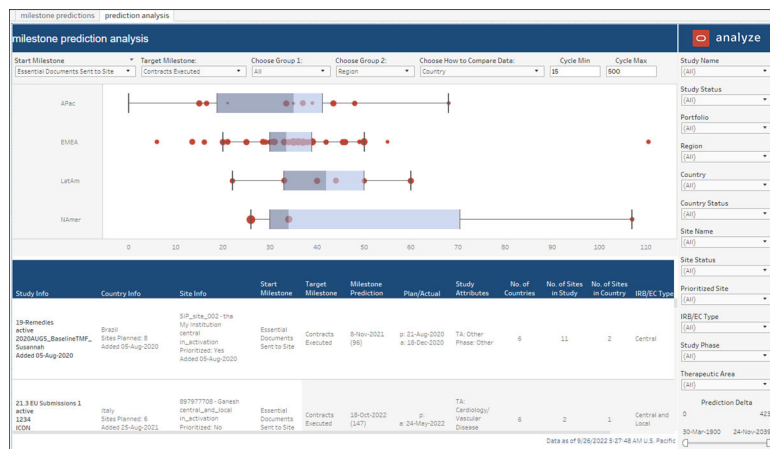 milestone predictions prediction analysis
milestone prediction analysis
analyze
Start Milestone
Essential Documents Sent to Site
Target Milestone:
Contracts Executed
Choose Group 1:
All
Choose Group 2:
Region
Choose How to Compare Data:
Country
Cycle Min
15
Cycle Max
500
APac
EMEA
LatAm
NAmer
0 10 20 30 40 50 60 70 80 90 100 110
Study Info
Country Info
Site Info
Start
Milestone
Target
Milestone
Milestone
Prediction
Plan/Actual
Study
Attributes
No. of
Countries
No. of Sites
in Study
No. of Sites
in Country
IRB/EC Type
19-Remedies
active
2020AUG5_BaselineTMF_
Susannah
Added 05-Aug-2020
Brazil
Sites Planned: 8
Added 05-Aug-2020
SIP_site_002 - tha
My Institution
central
in_activation
Prioritized: Yes
Added 05-Aug-2020
Essential
Documents
Sent to Site
Contracts
Executed
8-Nov-2021
(96)
p: 21-Aug-2020
a: 18-Dec-2020
TA: Other
Phase: Other
6
11
2
Central
21.3 EU Submissions 1
active
1234
ICON
Italy
Sites Planned: 6
Added 25-Aug-2021
897977708 - Ganesh
central_and_local
in_activation
Prioritized: No
Essential
Documents
Sent to Site
Contracts
Executed
18-Oct-2022
(147)
p:
a: 24-May-2022
TA:
Cardiology/
Vascular
Disease
6
2
1
Central and
Local
Data as of 9/26/2022 5:27:48 AM U.S. Pacific
Study Name
(All)
Study Status
(All)
Portfolio
(All)
Region
(All)
Country
(All)
Country Status
(All)
Site Name
(All)
Site Status
(All)
Prioritized Site
(All)
IRB/EC Type
(All)
Study Phase
(All)
Therapeutic Area
(All)
Prediction Delta
0 423
30-Mar-1900 24-Nov-2039